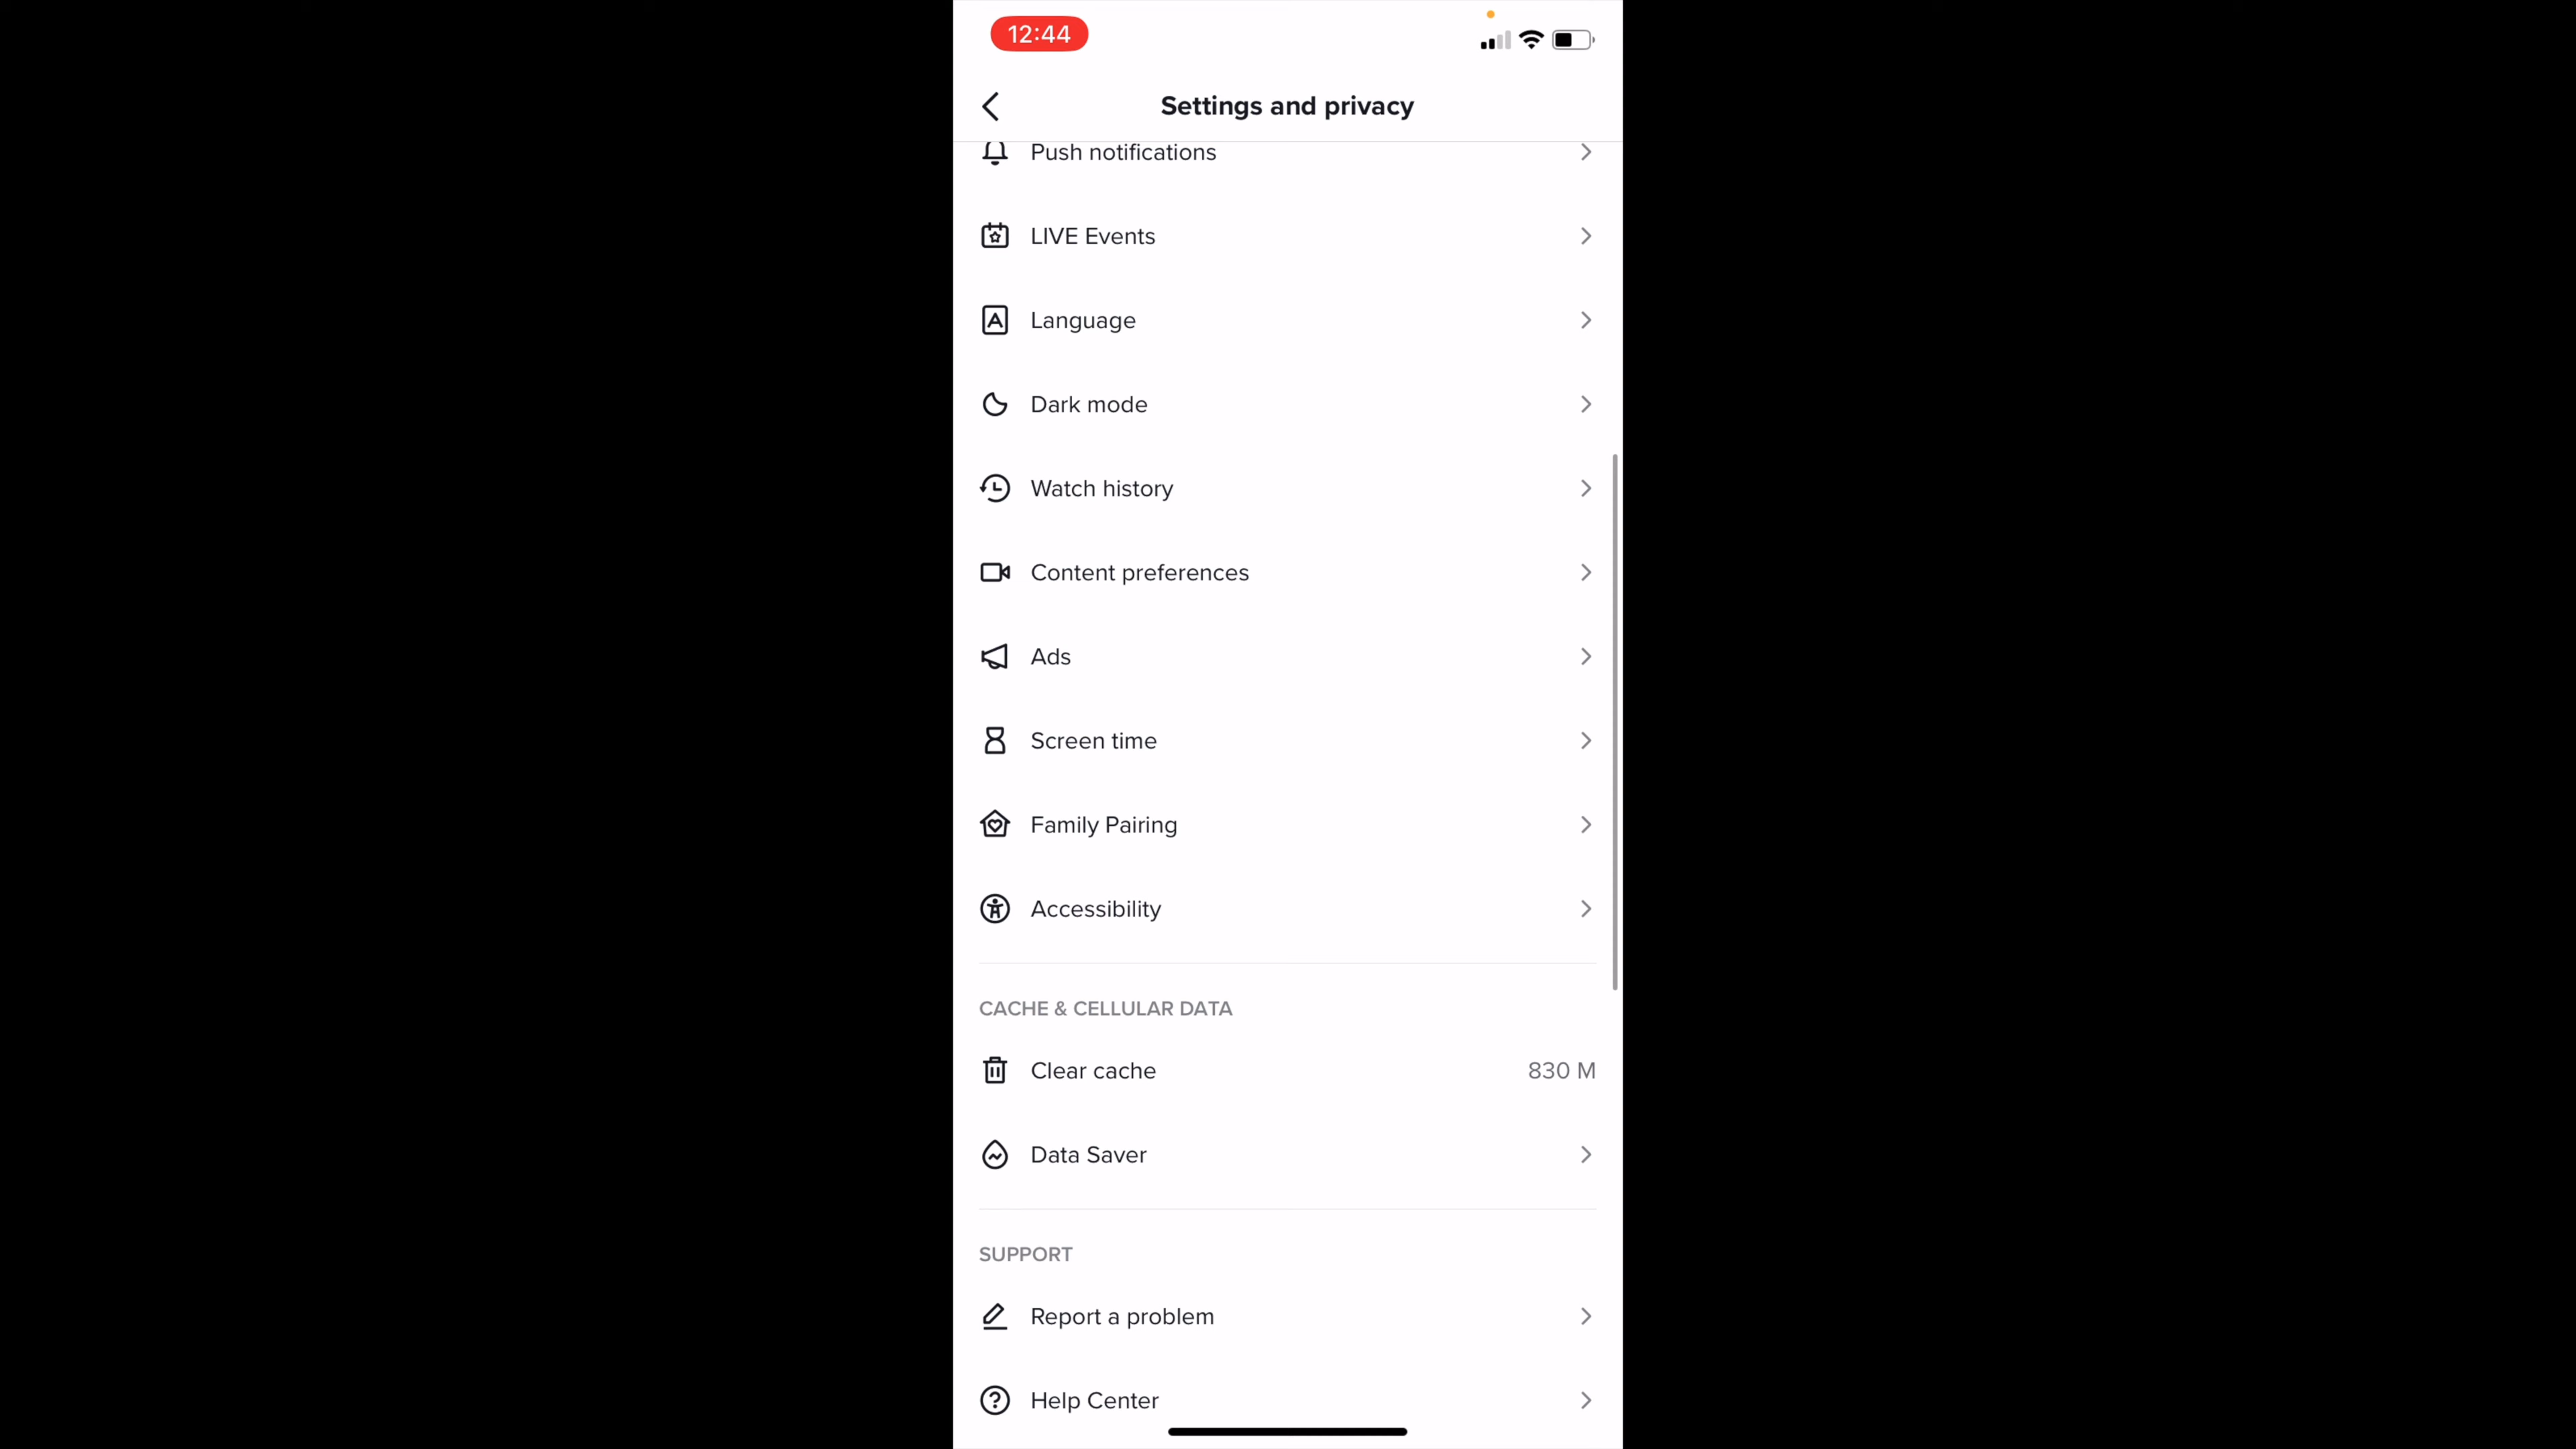 12:44
Settings and privacy
Push notifications
LIVE Events
Language
Dark mode
Watch history
Content preferences
Ads
Screen time
Family Pairing
Accessibility
CACHE & CELLULAR DATA
Clear cache 830 M
Data Saver
SUPPORT
Report a problem
Help Center